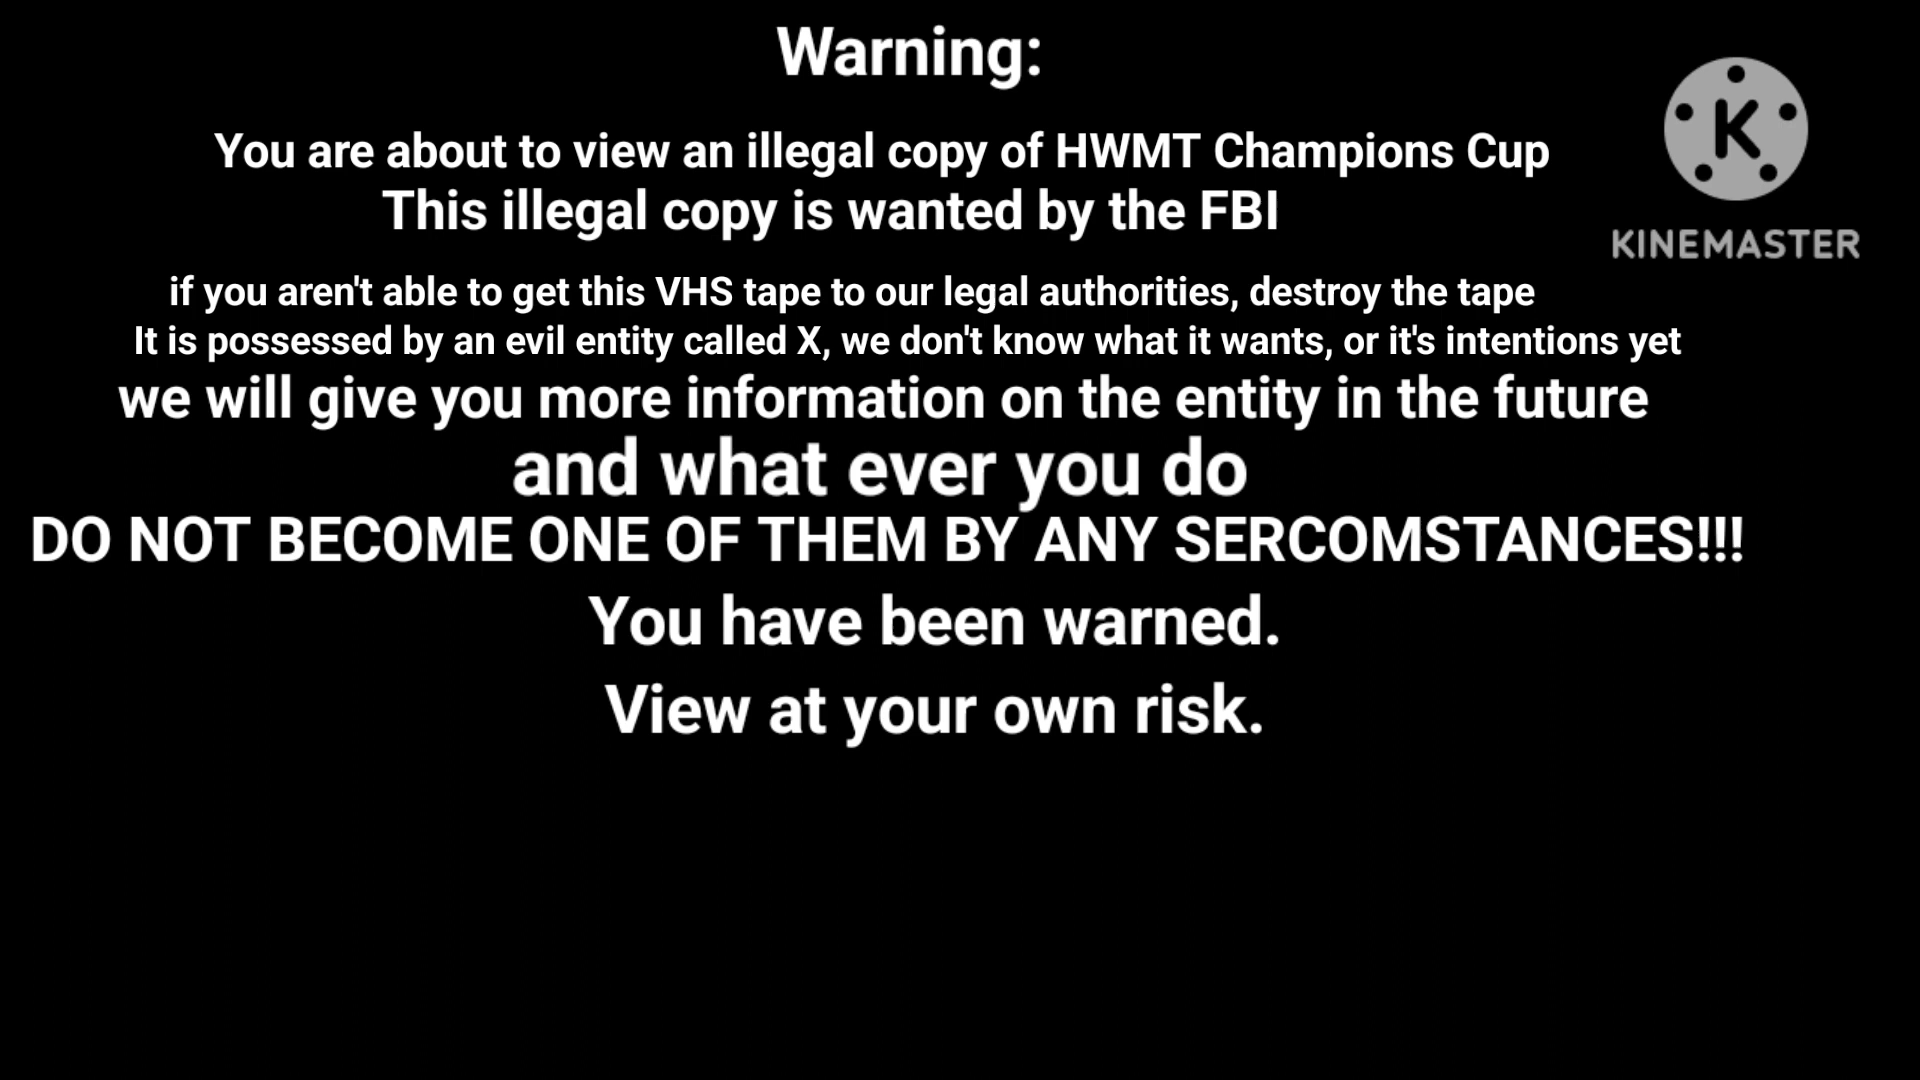 Warning:
You are about to view an illegal copy of HWMT Champions Cup
This illegal copy is wanted by the FBI
if you aren't able to get this VHS tape to our legal authorities, destroy the tape
It is possessed by an evil entity called X, we don't know what it wants, or it's intentions yet
we will give you more information on the entity in the future
and what ever you do
DO NOT BECOME ONE OF THEM BY ANY SERCOMSTANCES!!!
You have been warned.
View at your own risk.
K
KINEMASTER